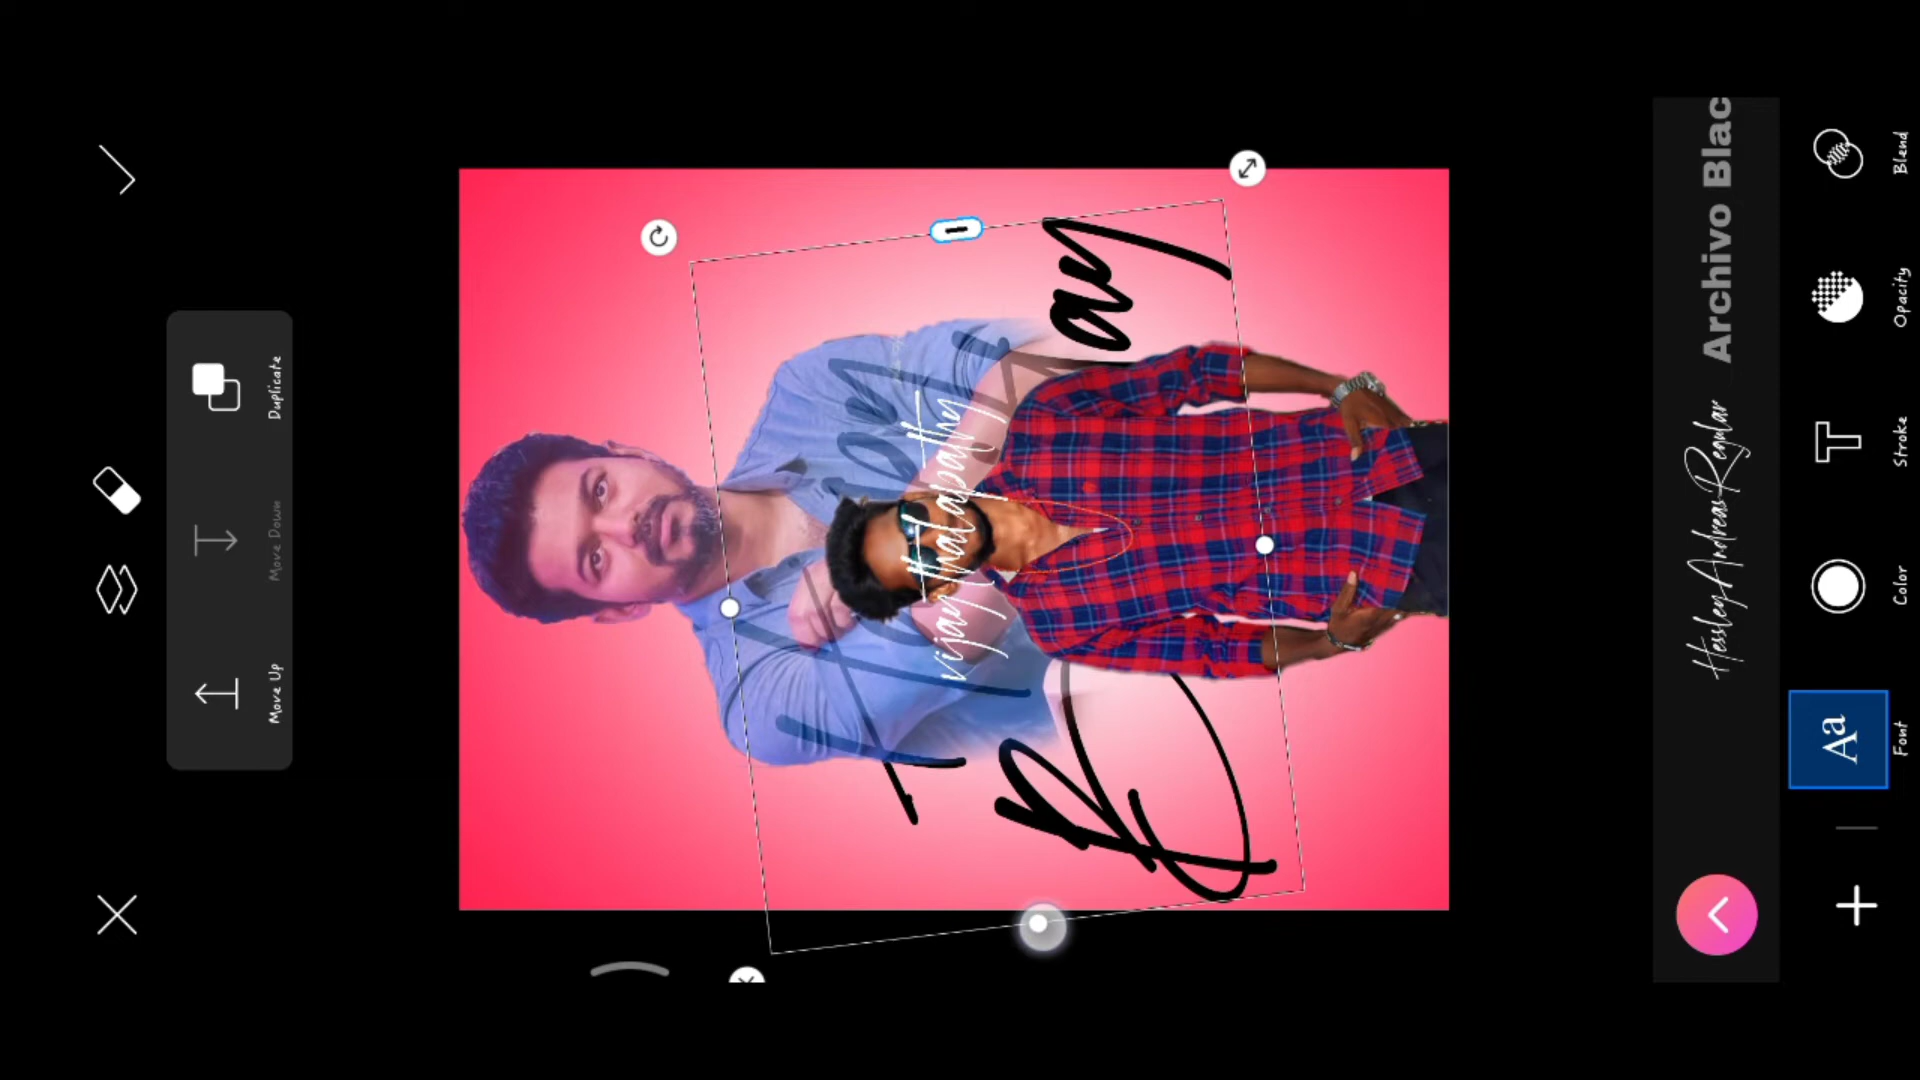 Move Up Move Down Duplicate
vijay thalapathy
HessleyAndreasRegular Archivo Blac
Aa
Font Color Stroke Opacity Blend